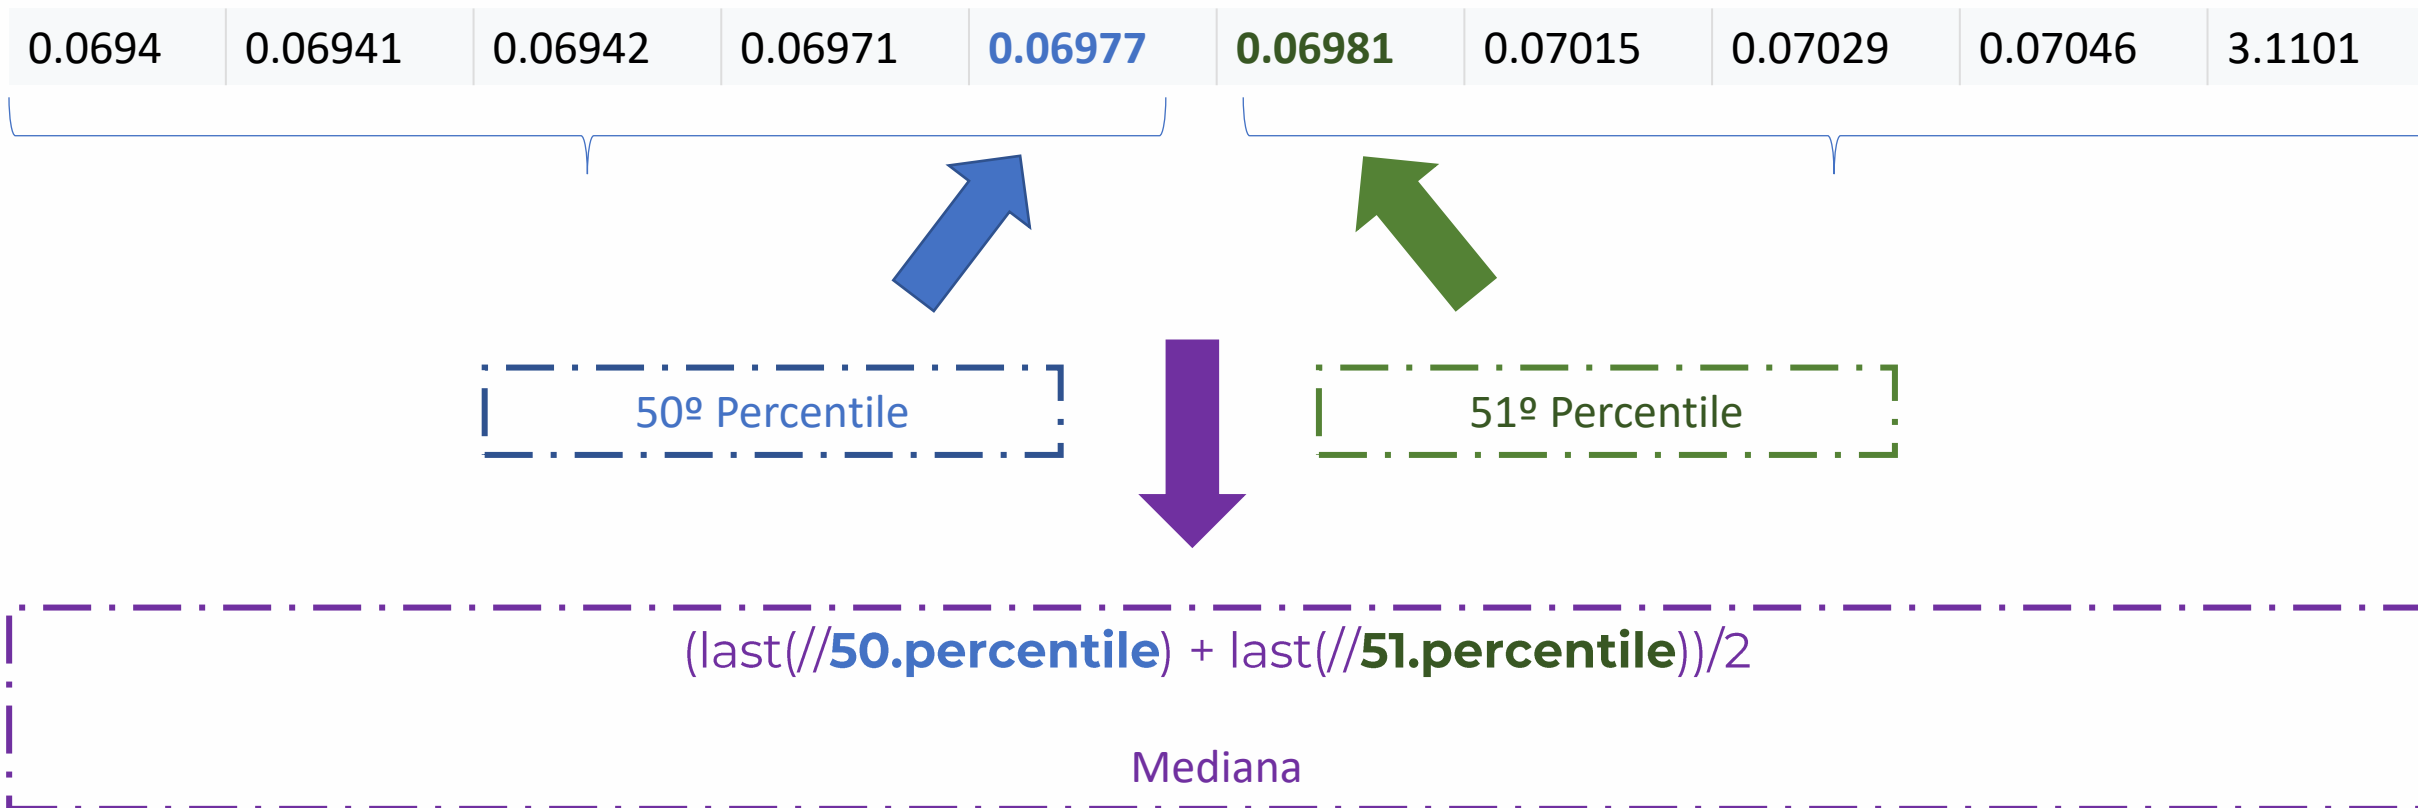 0.0694 0.06941 0.06942 0.06971 0.06977 0.06981 0.07015 0.07029 0.07046 3.1101
50º Percentile 51º Percentile
(last(//50.percentile) + last(//51.percentile))/2
Mediana